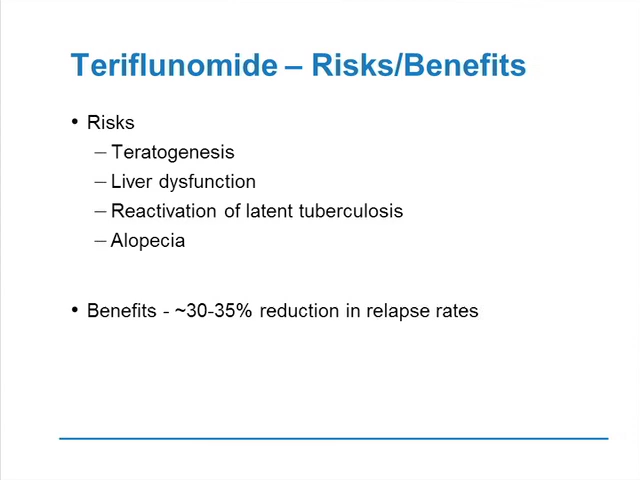 Teriflunomide – Risks/Benefits
• Risks
– Teratogenesis
– Liver dysfunction
– Reactivation of latent tuberculosis
– Alopecia
• Benefits - ~30-35% reduction in relapse rates